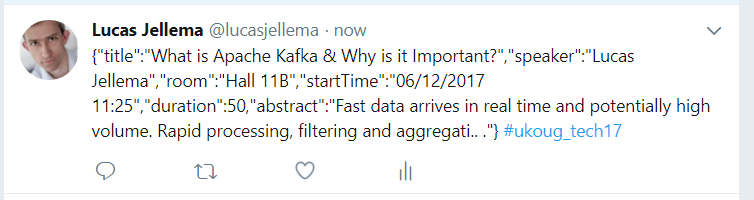 Lucas Jellema @lucasjellema · now
{"title":"What is Apache Kafka & Why is it Important?","speaker":"Lucas
Jellema","room":"Hall 11B","startTime":"06/12/2017
11:25","duration":50,"abstract":"Fast data arrives in real time and potentially high
volume. Rapid processing, filtering and aggregati.. ."} #ukoug_tech17